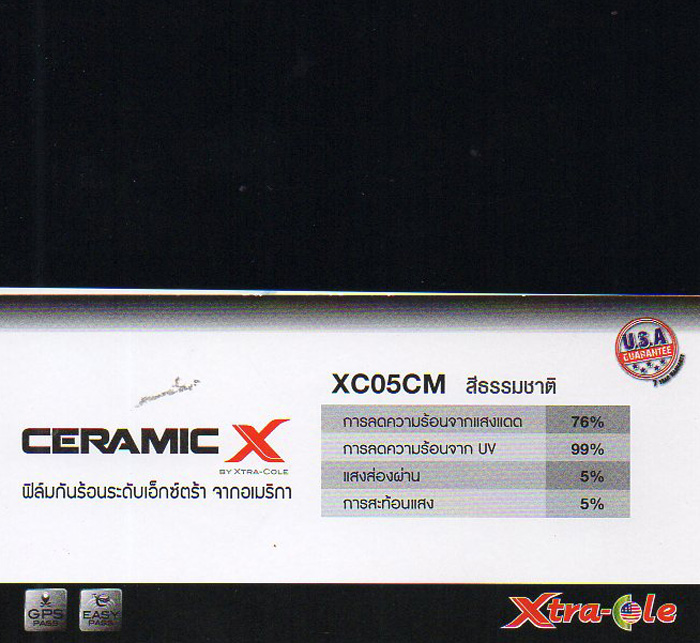 U.S.A
GUARANTEE
7 YEAR WARRANTY
XC05CM สีธรรมชาติ
การลดความร้อนจากแสงแดด 76%
การลดความร้อนจาก UV 99%
แสงส่องผ่าน 5%
การสะท้อนแสง 5%
CERAMIC X
BY XTRA-COLE
ฟิล์มกันร้อนระดับเอ็กซ์ตร้า จากอเมริกา
GPS
PASS
EASY
PASS
Xtra-Cole